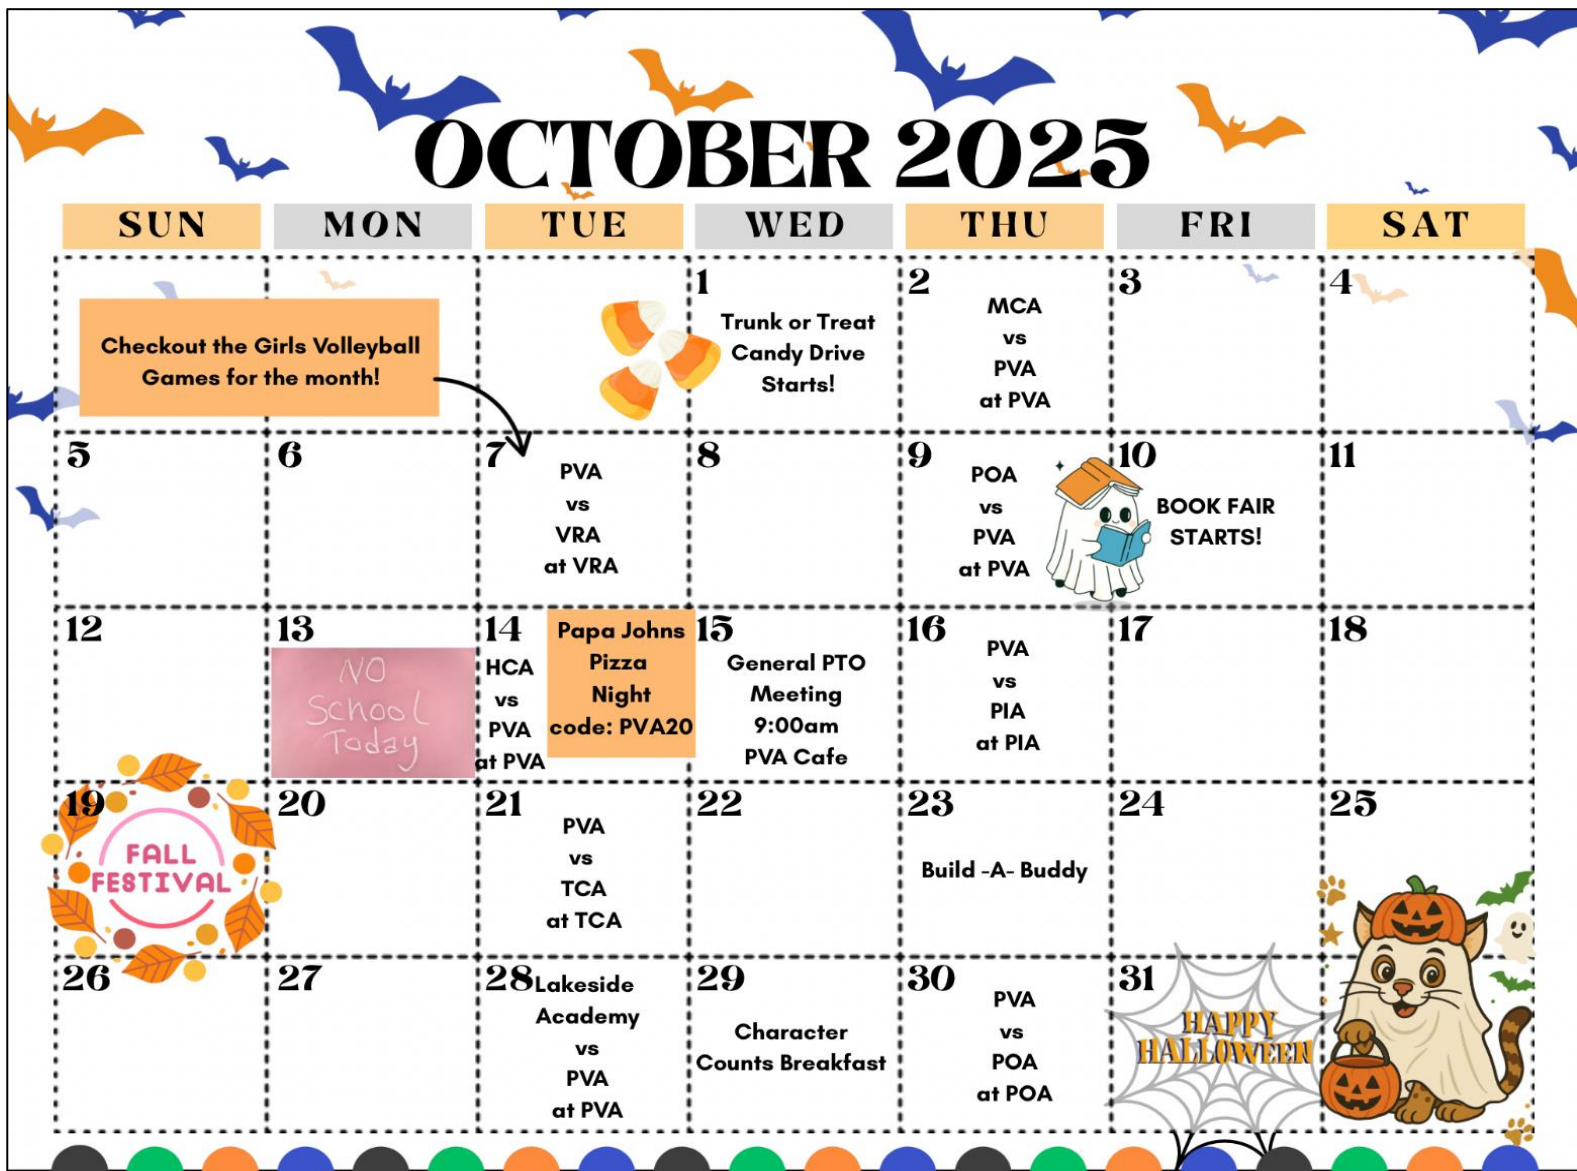 OCTOBER 2025
SUN
MON
TUE
WED
THU
FRI
SAT
Checkout the Girls Volleyball
Games for the month!
1
Trunk or Treat
Candy Drive
Starts!
2
MCA
vs
PVA
at PVA
3
4
5
6
7
PVA
vs
VRA
at VRA
8
9
POA
vs
PVA
at PVA
10
BOOK FAIR
STARTS!
11
12
13
NO
School
Today
14
HCA
vs
PVA
at PVA
Papa Johns
Pizza
Night
code: PVA20
15
General PTO
Meeting
9:00am
PVA Cafe
16
PVA
vs
PIA
at PIA
17
18
19
FALL
FESTIVAL
20
21
PVA
vs
TCA
at TCA
22
23
Build -A- Buddy
24
25
26
27
28
Lakeside
Academy
vs
PVA
at PVA
29
Character
Counts Breakfast
30
PVA
vs
POA
at POA
31
HAPPY
HALLOWEEN